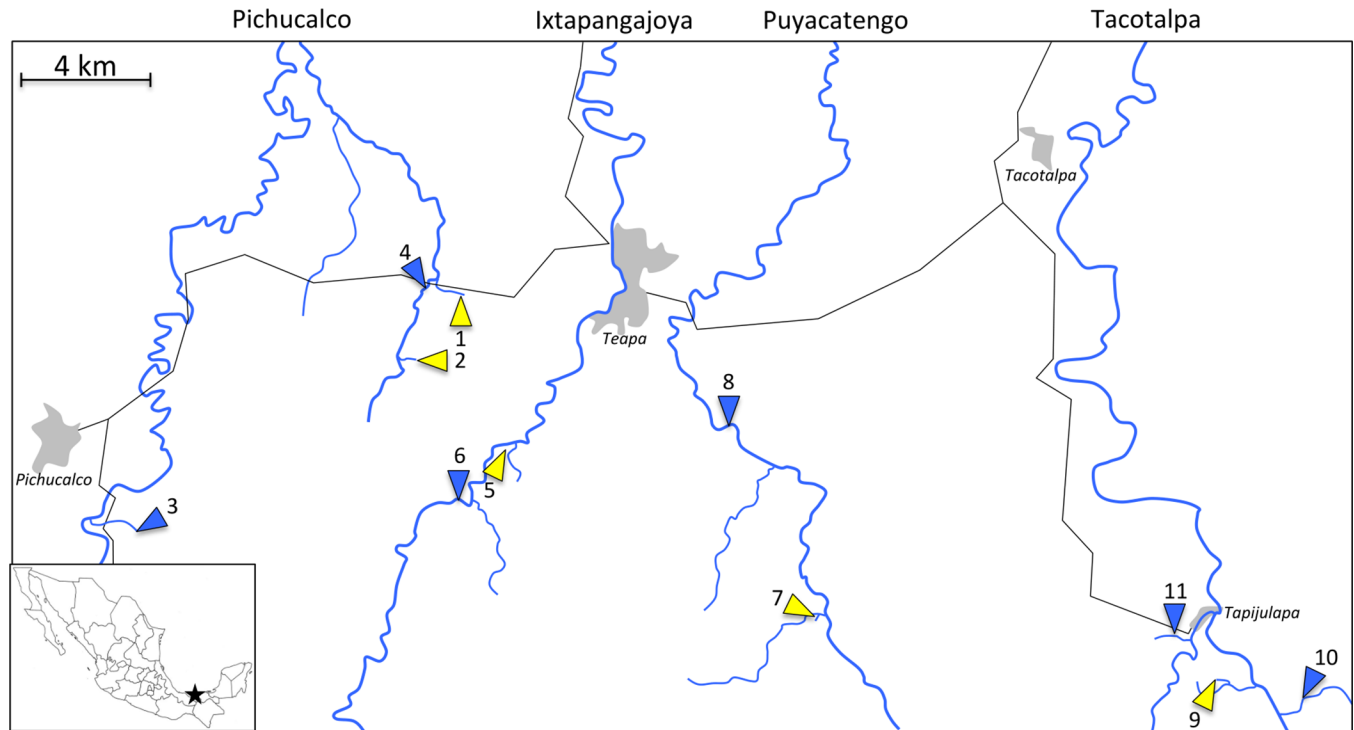 Pichucalco
Ixtapangajoya
Puyacatengo
Tacotalpa
4 km
Tacotalpa
4
1
Teapa
2
8
Pichucalco
6
5
3
7
11
Tapijulapa
10
9